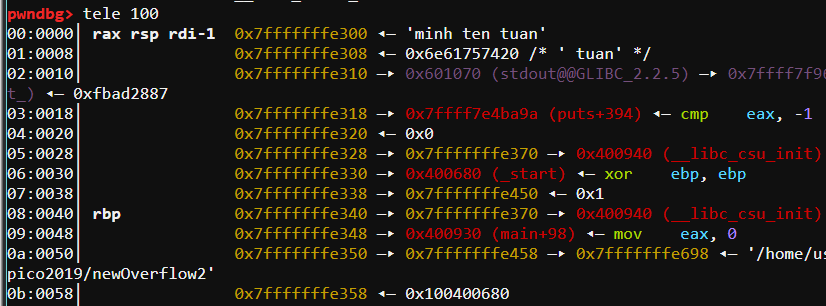 pwndbg> tele 100
00:0000│ rax rsp rdi-1 0x7fffffffe300 ◂— 'minh ten tuan'
01:0008│ 0x7fffffffe308 ◂— 0x6e61757420 /* ' tuan' */
02:0010│ 0x7fffffffe310 —▸ 0x601070 (stdout@@GLIBC_2.2.5) —▸ 0x7ffff7f9
t_) ◂— 0xfbad2887
03:0018│ 0x7fffffffe318 —▸ 0x7ffff7e4ba9a (puts+394) ◂— cmp eax, -1
04:0020│ 0x7fffffffe320 ◂— 0x0
05:0028│ 0x7fffffffe328 —▸ 0x7fffffffe370 —▸ 0x400940 (__libc_csu_init)
06:0030│ 0x7fffffffe330 —▸ 0x400680 (_start) ◂— xor ebp, ebp
07:0038│ 0x7fffffffe338 —▸ 0x7fffffffe450 ◂— 0x1
08:0040│ rbp 0x7fffffffe340 —▸ 0x7fffffffe370 —▸ 0x400940 (__libc_csu_init)
09:0048│ 0x7fffffffe348 —▸ 0x400930 (main+98) ◂— mov eax, 0
0a:0050│ 0x7fffffffe350 —▸ 0x7fffffffe458 —▸ 0x7fffffffe698 ◂— '/home/us
pico2019/newOverflow2'
0b:0058│ 0x7fffffffe358 ◂— 0x100400680